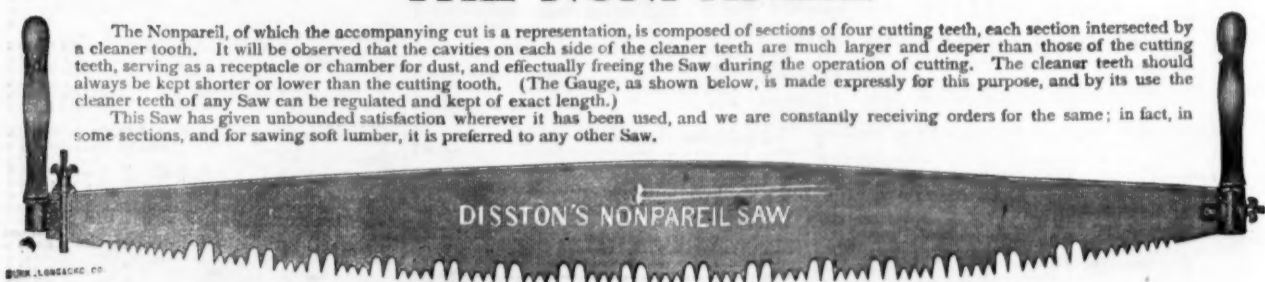 The Nonpareil, of which the accompanying cut is a representation, is composed of sections of four cutting teeth, each section intersected by
a cleaner tooth. It will be observed that the cavities on each side of the cleaner teeth are much larger and deeper than those of the cutting
teeth, serving as a receptacle or chamber for dust, and effectually freeing the Saw during the operation of cutting. The cleaner teeth should
always be kept shorter or lower than the cutting tooth. (The Gauge, as shown below, is made expressly for this purpose, and by its use the
cleaner teeth of any Saw can be regulated and kept of exact length.)
This Saw has given unbounded satisfaction wherever it has been used, and we are constantly receiving orders for the same; in fact, in
some sections, and for sawing soft lumber, it is preferred to any other Saw.
DISSTON'S NONPAREIL SAW
LONGACRE CO